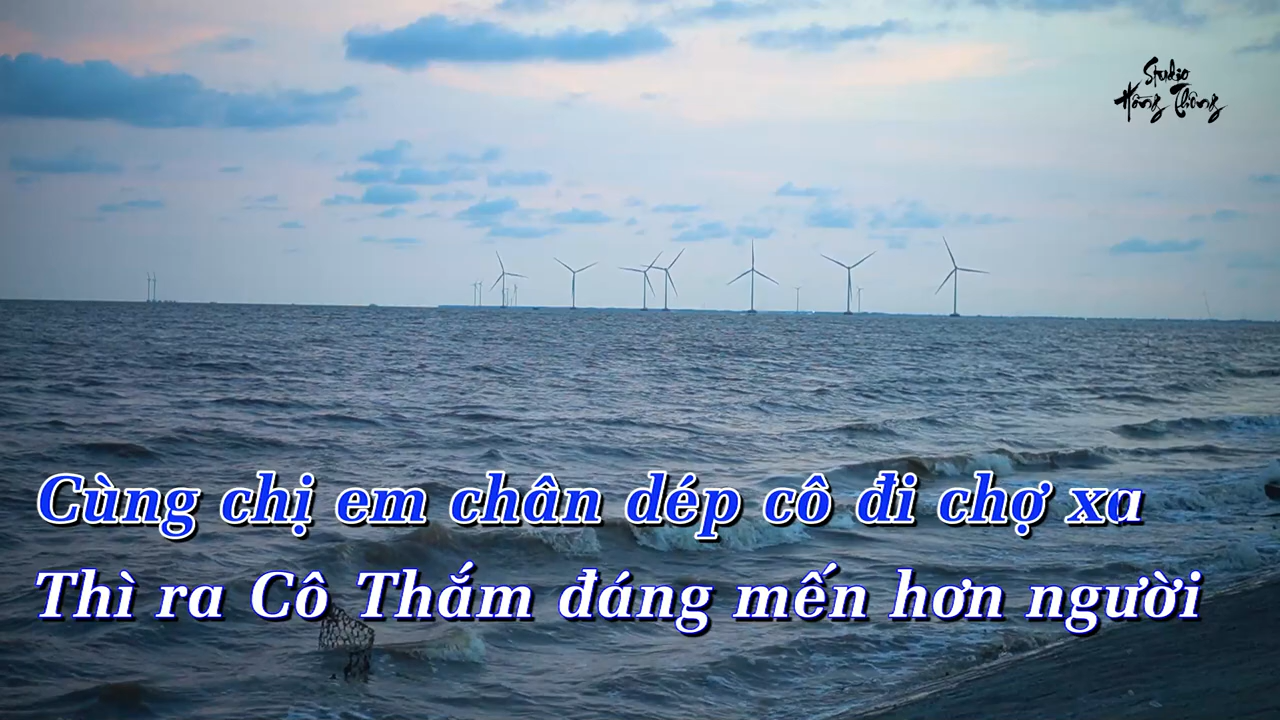 Studio
Hồng Thông
Cùng chị em chân dép cô đi chợ xa
Thì ra Cô Thắm đáng mến hơn người